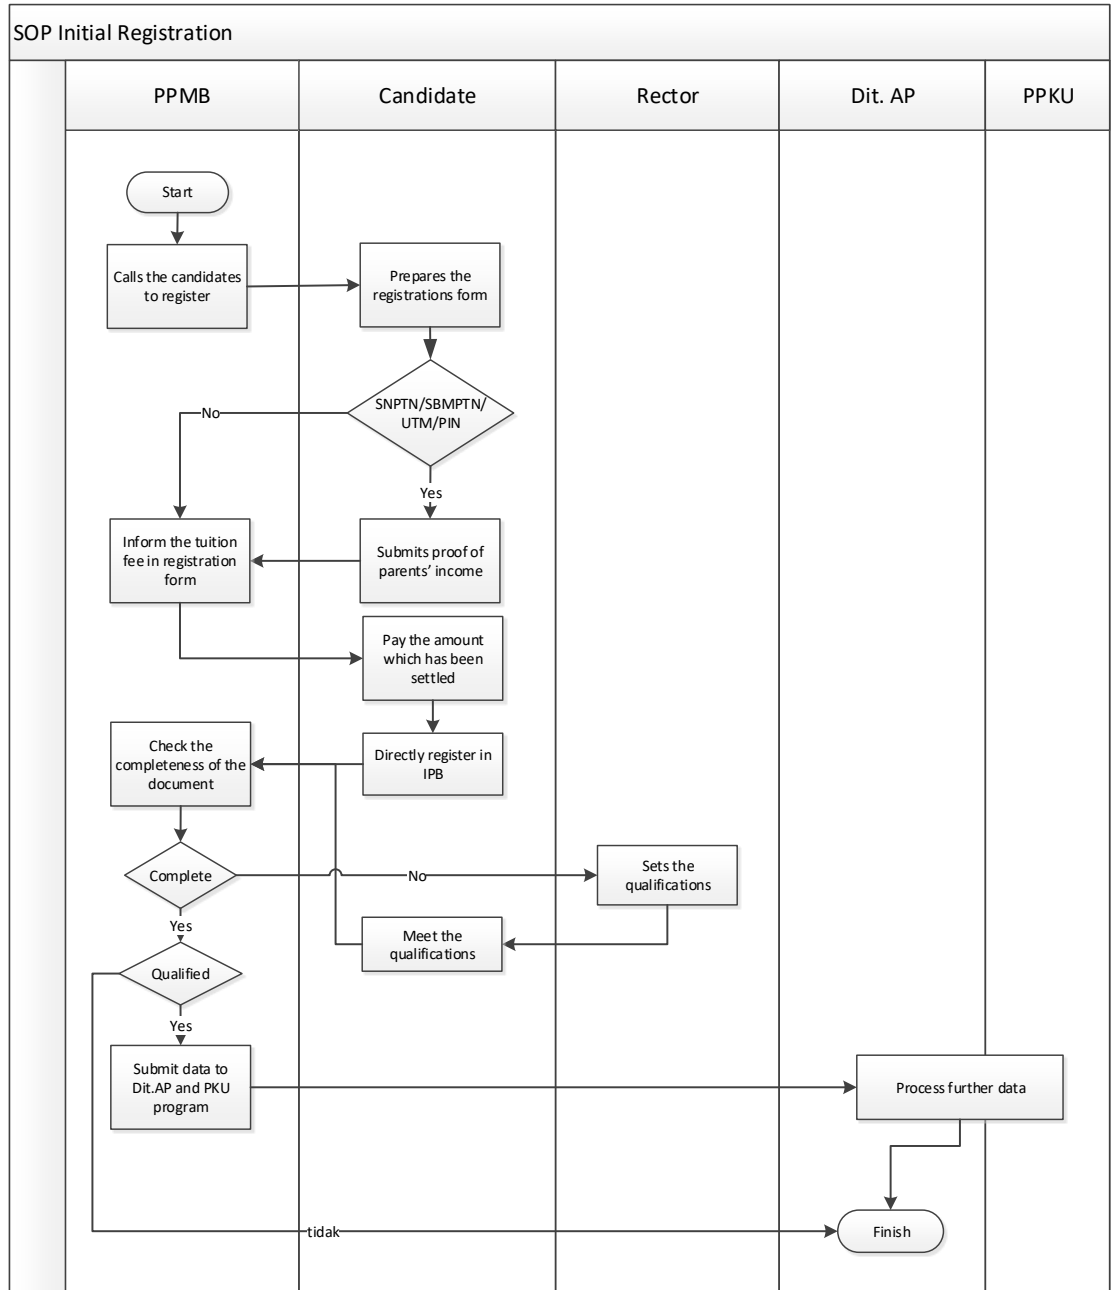 SOP Initial Registration
PPMB
Candidate
Rector
Dit. AP
PPKU
Start
Calls the candidates
to register
Prepares the
registrations form
SNPTN/SBMPTN/
UTM/PIN
No
Yes
Inform the tuition
fee in registration
form
Submits proof of
parents’ income
Pay the amount
which has been
settled
Check the
completeness of the
document
Directly register in
IPB
Complete
No
Sets the
qualifications
Yes
Meet the
qualifications
Qualified
Yes
Submit data to
Dit.AP and PKU
program
Process further data
tidak
Finish